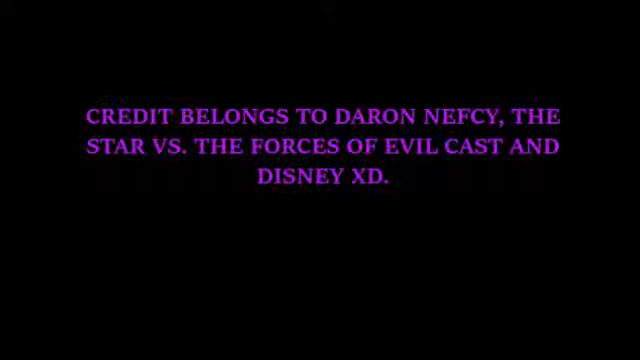 CREDIT BELONGS TO DARON NEFCY, THE
STAR VS. THE FORCES OF EVIL CAST AND
DISNEY XD.